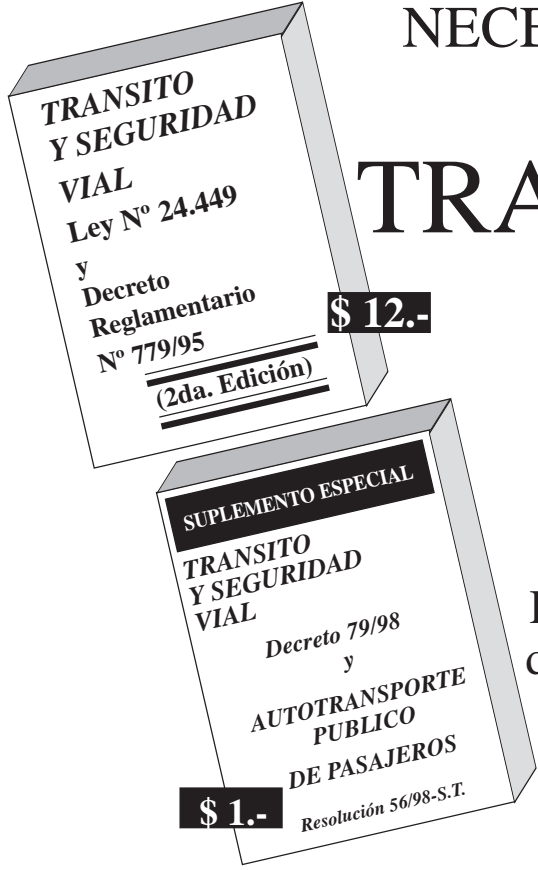 NECE
TRANSITO
Y SEGURIDAD
VIAL
Ley Nº 24.449
y
Decreto
Reglamentario
Nº 779/95
(2da. Edición)
TRA
$ 12.-
SUPLEMENTO ESPECIAL
TRANSITO
Y SEGURIDAD
VIAL
Decreto 79/98
y
AUTOTRANSPORTE
PUBLICO
DE PASAJEROS
Resolución 56/98-S.T.
$ 1.-